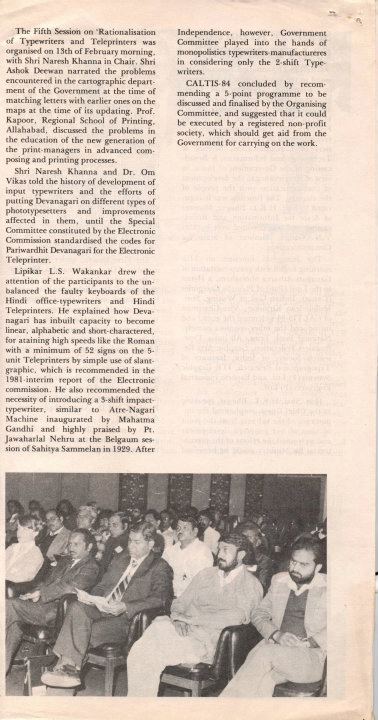 The Fifth Session on 'Rationalisation
of Typewriters and Teleprinters was
organised on 13th of February morning,
with Shri Naresh Khanna in Chair. Shri
Ashok Deewan narrated the problems
encountered in the cartographic depart-
ment of the Government at the time of
matching letters with earlier ones on the
maps at the time of its updating. Prof.
Kapoor, Regional School of Printing,
Allahabad, discussed the problems in
the education of the new generation of
the print-managers in advanced com-
posing and printing processes.
Shri Naresh Khanna and Dr. Om
Vikas told the history of development of
input typewriters and the efforts of
putting Devanagari on different types of
phototypesetters and improvements
affected in them, until the Special
Committee constituted by the Electronic
Commission standardised the codes for
Pariwardhit Devanagari for the Electronic
Teleprinter.
Lipikar L.S. Wakankar drew the
attention of the participants to the un-
balanced the faulty keyboards of the
Hindi office-typewriters and Hindi
Teleprinters. He explained how Deva-
nagari has inbuilt capacity to become
linear, alphabetic and short-charactered,
for ataining high speeds like the Roman
with a minimum of 52 signs on the 5-
unit Teleprinters by simple use of slant-
graphic, which is recommended in the
1981-interim report of the Electronic
commission. He also recommended the
necessity of introducing a 3-shift impact-
typewriter, similar to Atre-Nagari
Machine inaugurated by Mahatma
Gandhi and highly praised by Pt.
Jawaharlal Nehru at the Belgaum ses-
sion of Sahitya Sammelan in 1929. After
Independence, however, Government
Committee played into the hands of
monopolistics typewriters-manufacturers
in considering only the 2-shift Type-
writers.
CALTIS-84 concluded by recom-
mending a 5-point programme to be
discussed and finalised by the Organising
Committee, and suggested that it could
be executed by a registered non-profit
society, which should get aid from the
Government for carrying on the work.